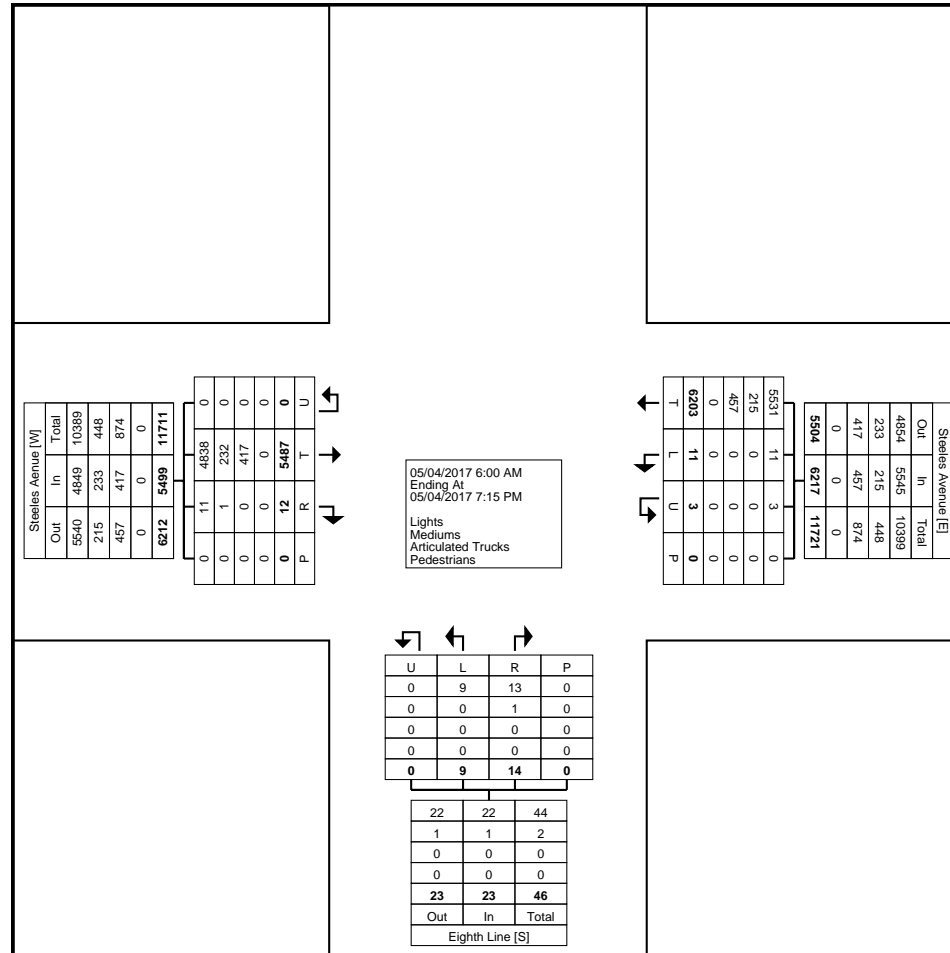 Steeles Aenue [W]
Total In Out
10389 4849 5540
448 233 215
874 417 457
0 0 0
11711 5499 6212
0 4838 11 0
0 232 1 0
0 417 0 0
0 0 0 0
0 5487 12 0
U T R P
05/04/2017 6:00 AM
Ending At
05/04/2017 7:15 PM
Lights
Mediums
Articulated Trucks
Pedestrians
5531 11 3 0
215 0 0 0
457 0 0 0
0 0 0 0
6203 11 3 0
T L U P
Steeles Avenue [E]
Out In Total
4854 5545 10399
233 215 448
417 457 874
0 0 0
5504 6217 11721
U L R P
0 9 13 0
0 0 1 0
0 0 0 0
0 0 0 0
0 9 14 0
22 22 44
1 1 2
0 0 0
0 0 0
23 23 46
Out In Total
Eighth Line [S]